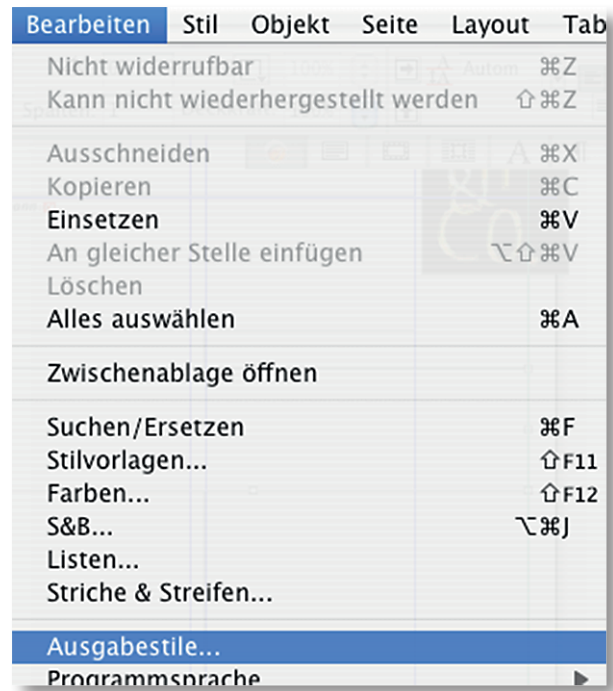 Bearbeiten Stil Objekt Seite Layout Tab
Nicht widerrufbar ⌘Z
Kann nicht wiederhergestellt werden ⇧⌘Z
Ausschneiden ⌘X
Kopieren ⌘C
Einsetzen ⌘V
An gleicher Stelle einfügen ⌥⇧⌘V
Löschen
Alles auswählen ⌘A
Zwischenablage öffnen
Suchen/Ersetzen ⌘F
Stilvorlagen... ⇧F11
Farben... ⇧F12
S&B... ⌥⌘J
Listen...
Striche & Streifen...
Ausgabestile...
Programmsprache